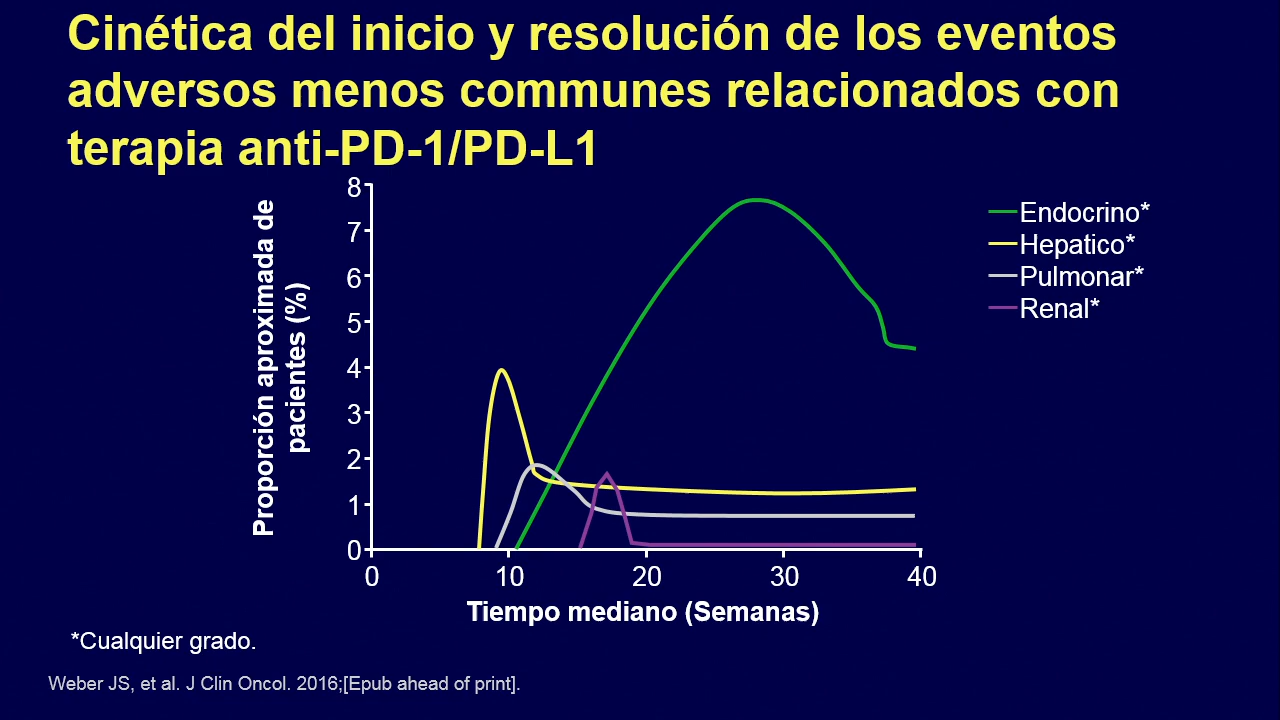 Cinética del inicio y resolución de los eventos
adversos menos communes relacionados con
terapia anti-PD-1/PD-L1
Proporción aproximada de
pacientes (%)
8
7
6
5
4
3
2
1
0
0 10 20 30 40
Tiempo mediano (Semanas)
Endocrino*
Hepatico*
Pulmonar*
Renal*
*Cualquier grado.
Weber JS, et al. J Clin Oncol. 2016;[Epub ahead of print].